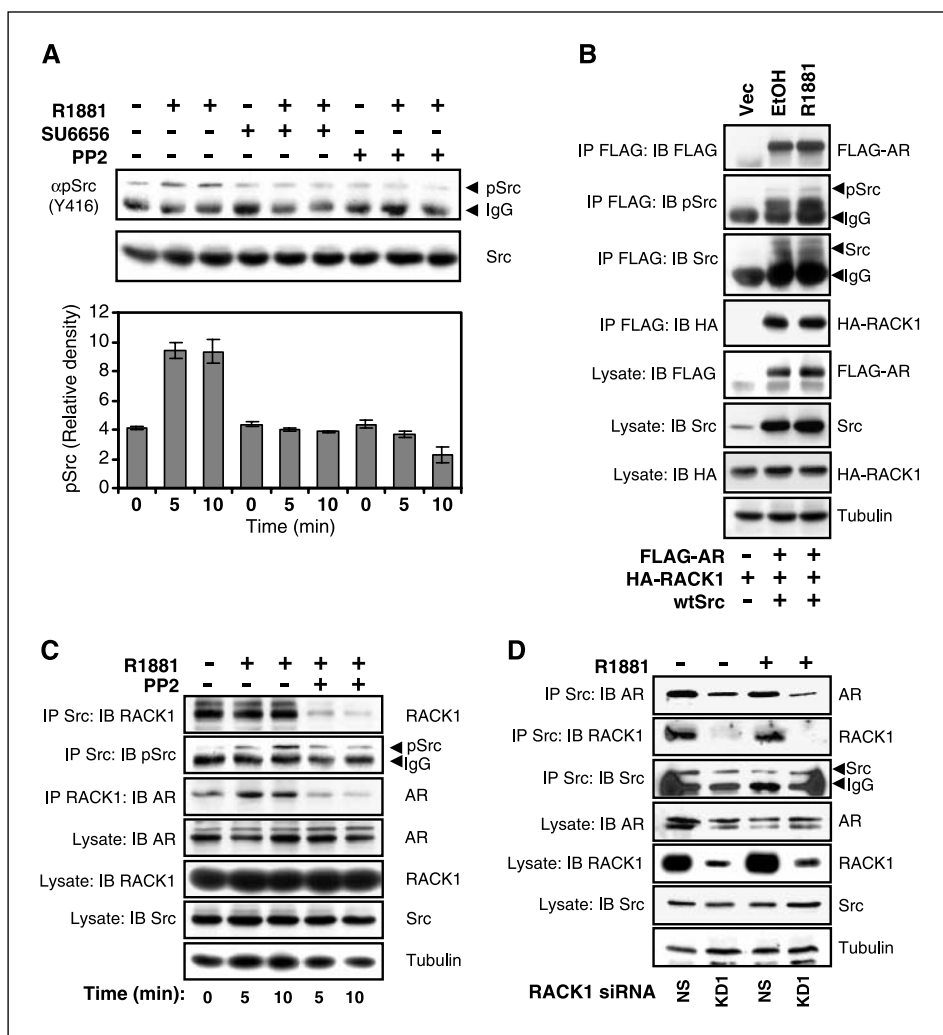 A
R1881 - + + - + + - + +
SU6656 - - - + + + - - -
PP2 - - - - - - + + +
αpSrc
(Y416)
pSrc
IgG
Src
pSrc (Relative density)
12
10
8
6
4
2
0
0 5 10 0 5 10 0 5 10
Time (min)
B
Vec EtOH R1881
IP FLAG: IB FLAG FLAG-AR
IP FLAG: IB pSrc pSrc
IgG
IP FLAG: IB Src Src
IgG
IP FLAG: IB HA HA-RACK1
Lysate: IB FLAG FLAG-AR
Lysate: IB Src Src
Lysate: IB HA HA-RACK1
Tubulin
FLAG-AR - + +
HA-RACK1 + + +
wtSrc - + +
C
R1881 - + + + +
PP2 - - - + +
IP Src: IB RACK1 RACK1
IP Src: IB pSrc pSrc
IgG
IP RACK1: IB AR AR
Lysate: IB AR AR
Lysate: IB RACK1 RACK1
Lysate: IB Src Src
Tubulin
Time (min): 0 5 10 5 10
D
R1881 - - + +
IP Src: IB AR AR
IP Src: IB RACK1 RACK1
IP Src: IB Src Src
IgG
Lysate: IB AR AR
Lysate: IB RACK1 RACK1
Lysate: IB Src Src
Tubulin
RACK1 siRNA NS KD1 NS KD1